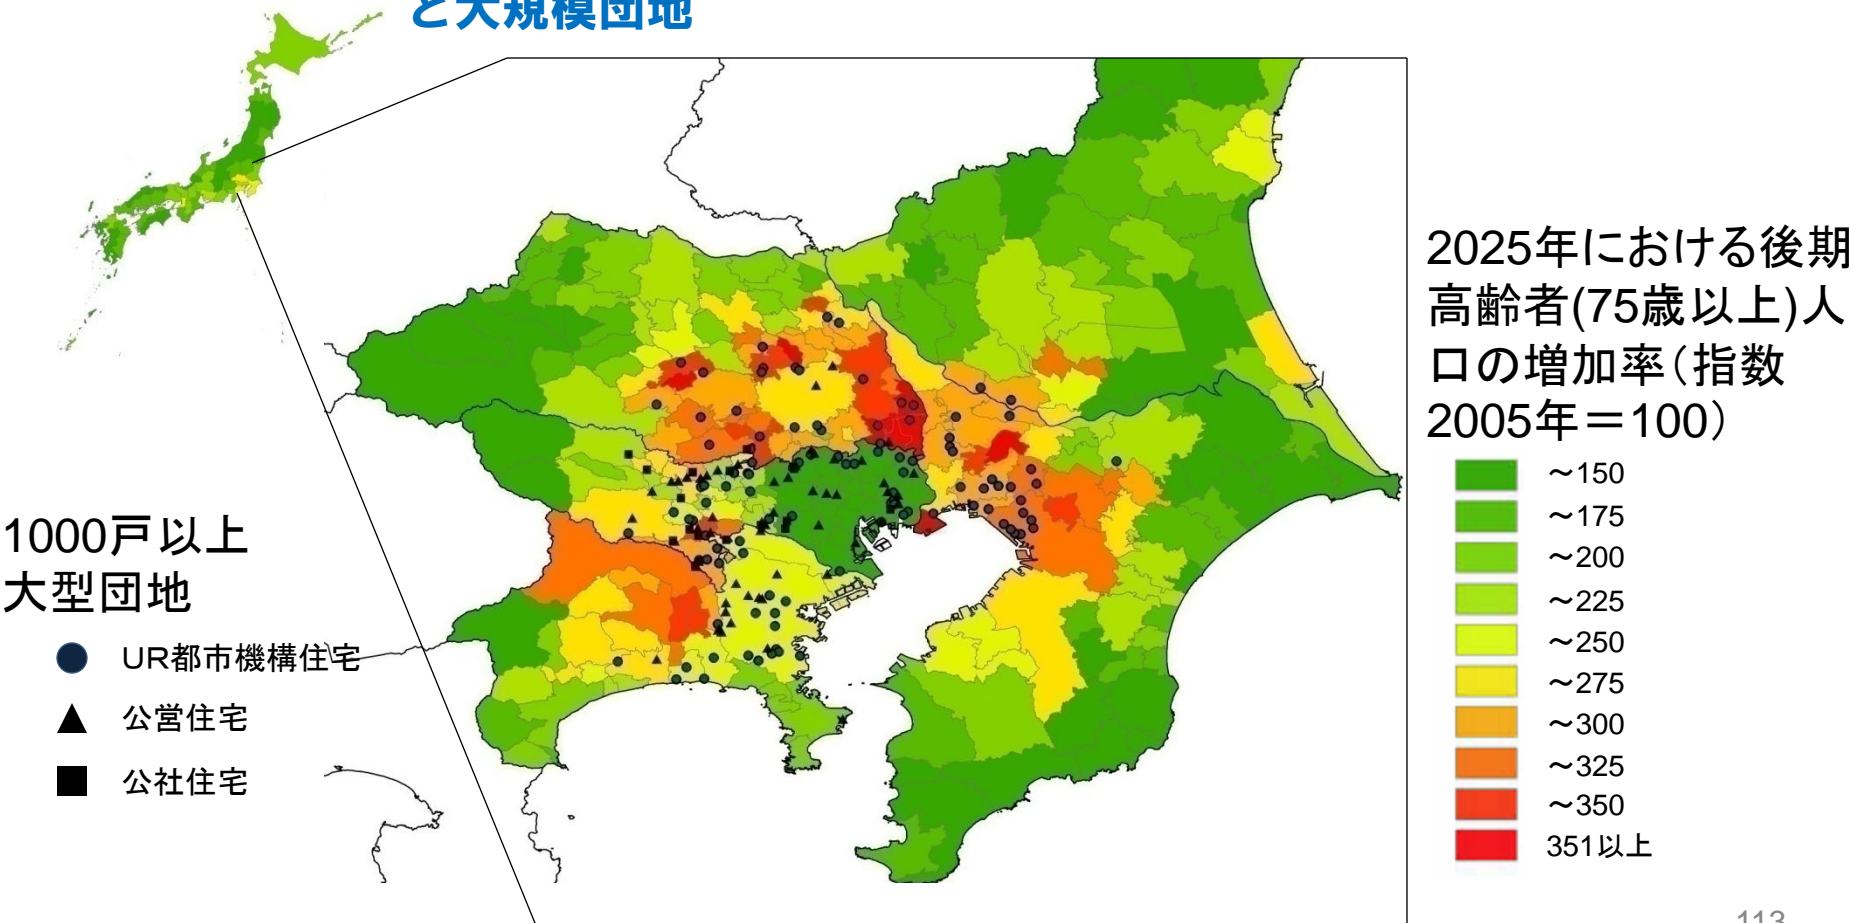 と大規模団地
2025年における後期
高齢者(75歳以上)人
口の増加率（指数
2005年＝100）
～150
～175
～200
～225
～250
～275
～300
～325
～350
351以上
1000戸以上
大型団地
UR都市機構住宅
公営住宅
公社住宅
113